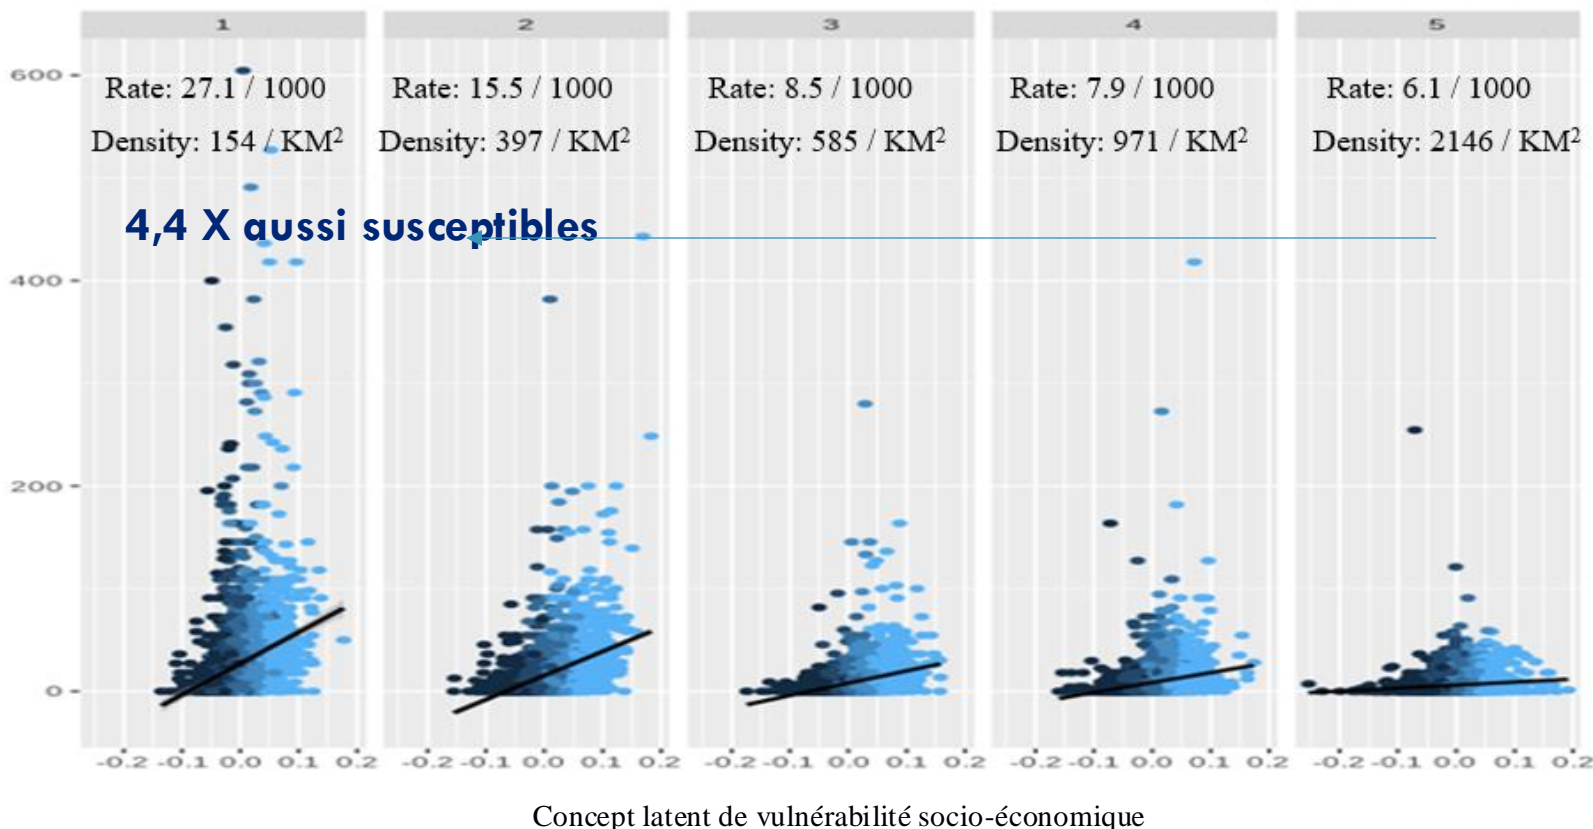 1 2 3 4 5
600
Rate: 27.1 / 1000 Rate: 15.5 / 1000 Rate: 8.5 / 1000 Rate: 7.9 / 1000 Rate: 6.1 / 1000
Density: 154 / KM² Density: 397 / KM² Density: 585 / KM² Density: 971 / KM² Density: 2146 / KM²
4,4 X aussi susceptibles
400
200
0
-0.2 -0.1 0.0 0.1 0.2 -0.2 -0.1 0.0 0.1 0.2 -0.2 -0.1 0.0 0.1 0.2 -0.2 -0.1 0.0 0.1 0.2 -0.2 -0.1 0.0 0.1 0.2
Concept latent de vulnérabilité socio-économique